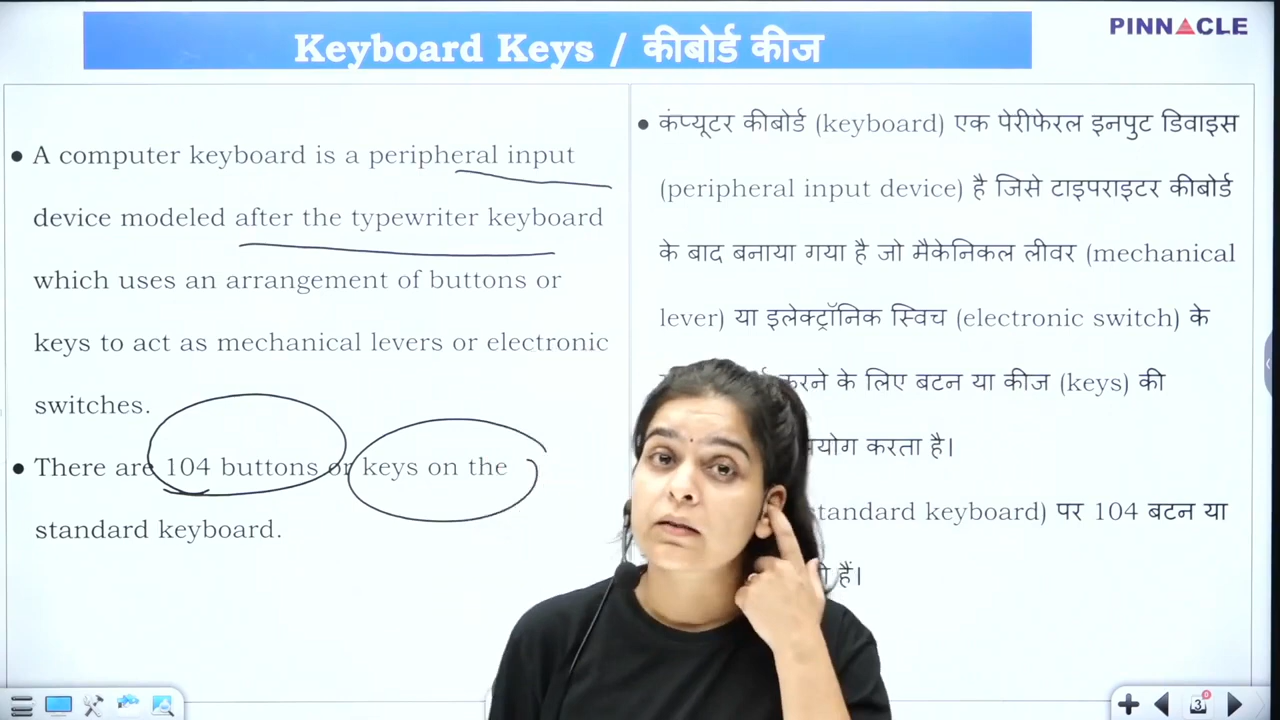 Keyboard Keys / कीबोर्ड कीज
PINNACLE
● A computer keyboard is a peripheral input
device modeled after the typewriter keyboard
which uses an arrangement of buttons or
keys to act as mechanical levers or electronic
switches.
● There are 104 buttons or keys on the
standard keyboard.
● कंप्यूटर कीबोर्ड (keyboard) एक पेरीफेरल इनपुट डिवाइस
(peripheral input device) है जिसे टाइपराइटर कीबोर्ड
के बाद बनाया गया है जो मैकेनिकल लीवर (mechanical
lever) या इलेक्ट्रॉनिक स्विच (electronic switch) के
करने के लिए बटन या कीज (keys) की
करता है।
standard keyboard) पर 104 बटन या
हैं।
3
0